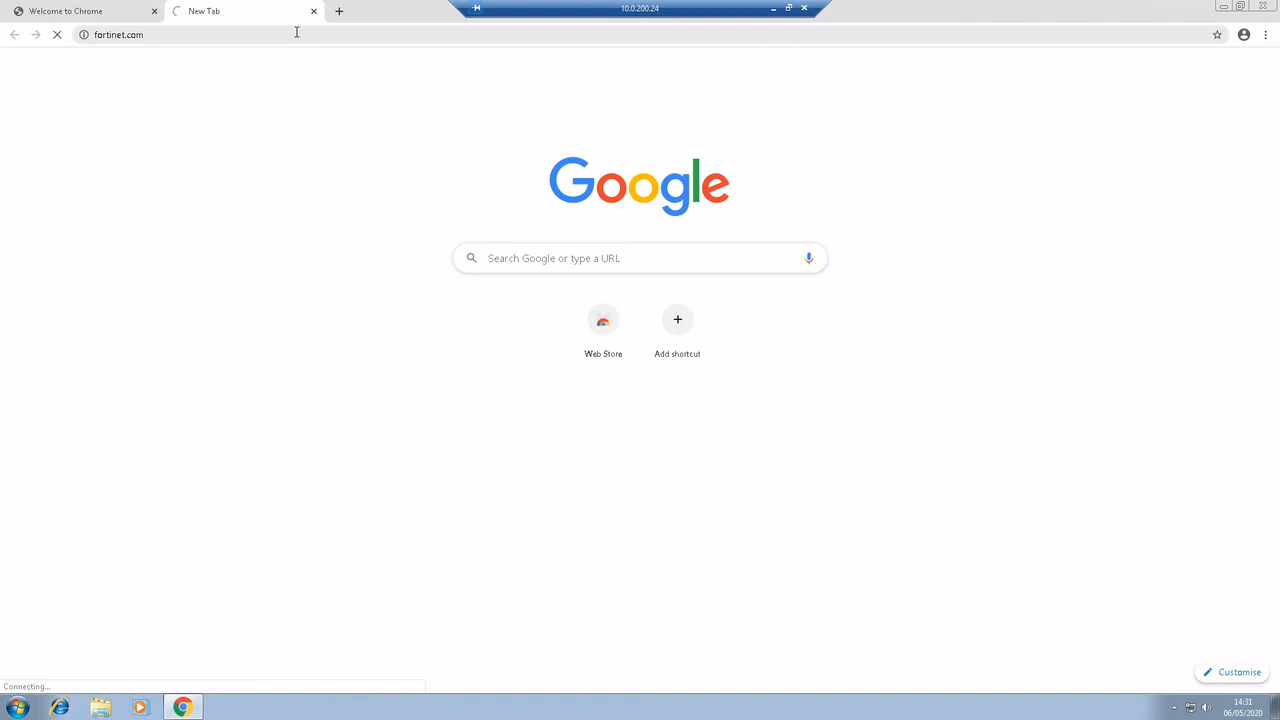 Welcome to Chrome
New Tab
10.0.200.24
fortinet.com
Google
Search Google or type a URL
Web Store
Add shortcut
Customise
Connecting...
14:31
06/05/2020